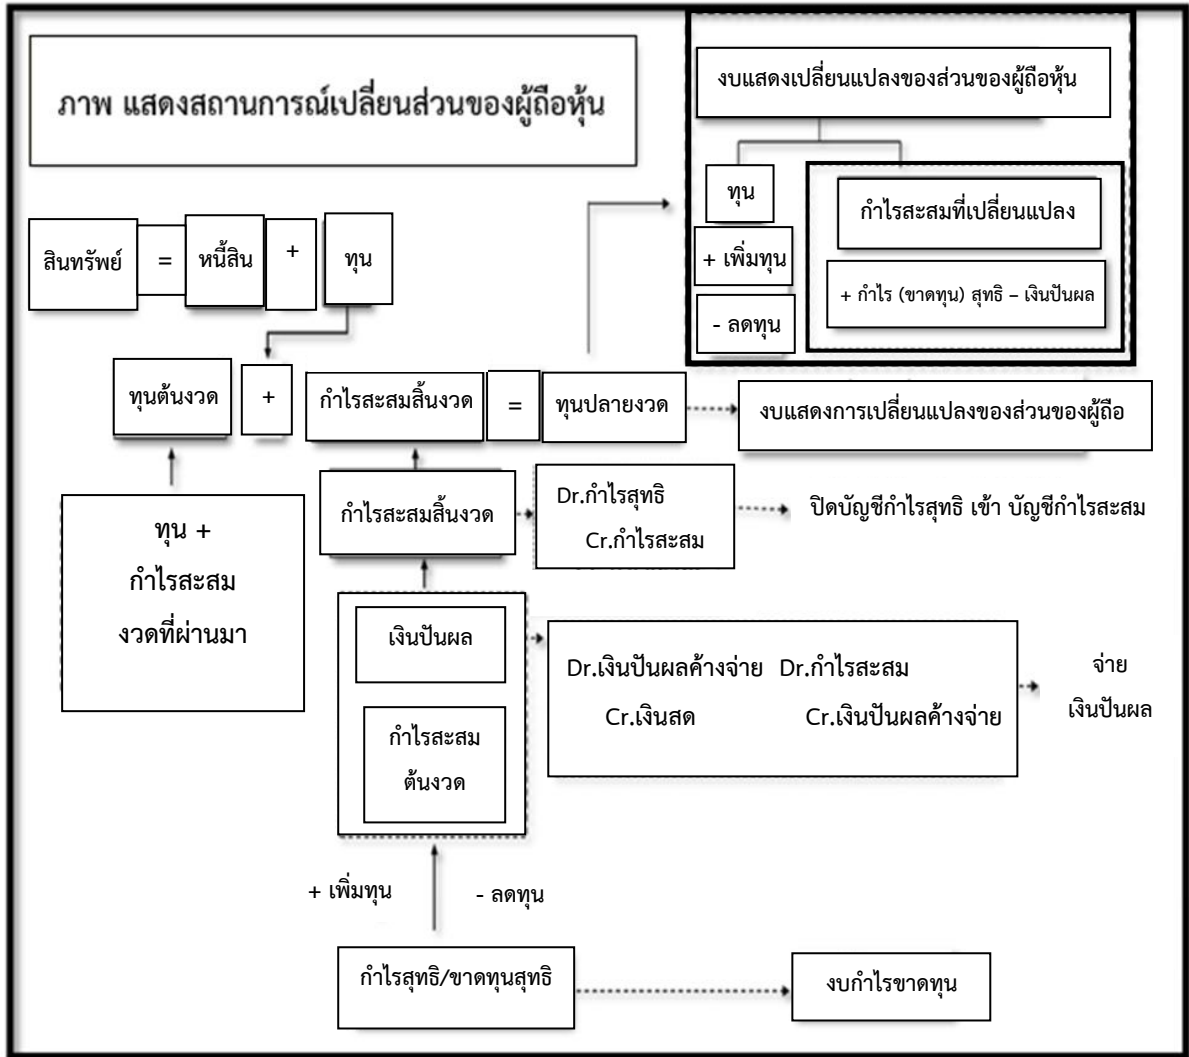 ภาพ แสดงสถานการณ์เปลี่ยนส่วนของผู้ถือหุ้น
งบแสดงเปลี่ยนแปลงของส่วนของผู้ถือหุ้น
ทุน
+ เพิ่มทุน
- ลดทุน
กำไรสะสมที่เปลี่ยนแปลง
+ กำไร (ขาดทุน) สุทธิ – เงินปันผล
สินทรัพย์ = หนี้สิน + ทุน
ทุนต้นงวด + กำไรสะสมสิ้นงวด = ทุนปลายงวด
งบแสดงการเปลี่ยนแปลงของส่วนของผู้ถือ
ทุน +
กำไรสะสม
งวดที่ผ่านมา
กำไรสะสมสิ้นงวด
Dr.กำไรสุทธิ
Cr.กำไรสะสม
ปิดบัญชีกำไรสุทธิ เข้า บัญชีกำไรสะสม
เงินปันผล
กำไรสะสม
ต้นงวด
Dr.เงินปันผลค้างจ่าย Dr.กำไรสะสม
Cr.เงินสด Cr.เงินปันผลค้างจ่าย
จ่าย
เงินปันผล
+ เพิ่มทุน - ลดทุน
กำไรสุทธิ/ขาดทุนสุทธิ
งบกำไรขาดทุน